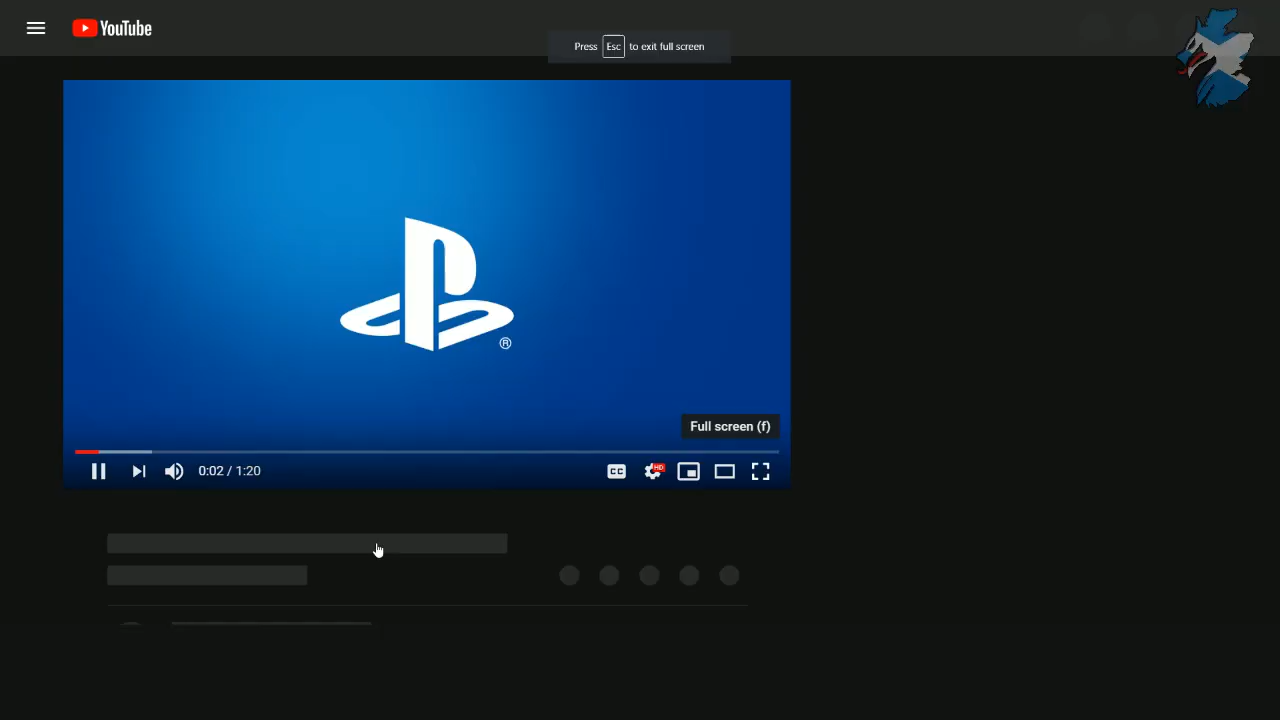 YouTube
Press Esc to exit full screen
®
Full screen (f)
0:02 / 1:20
CC
HD